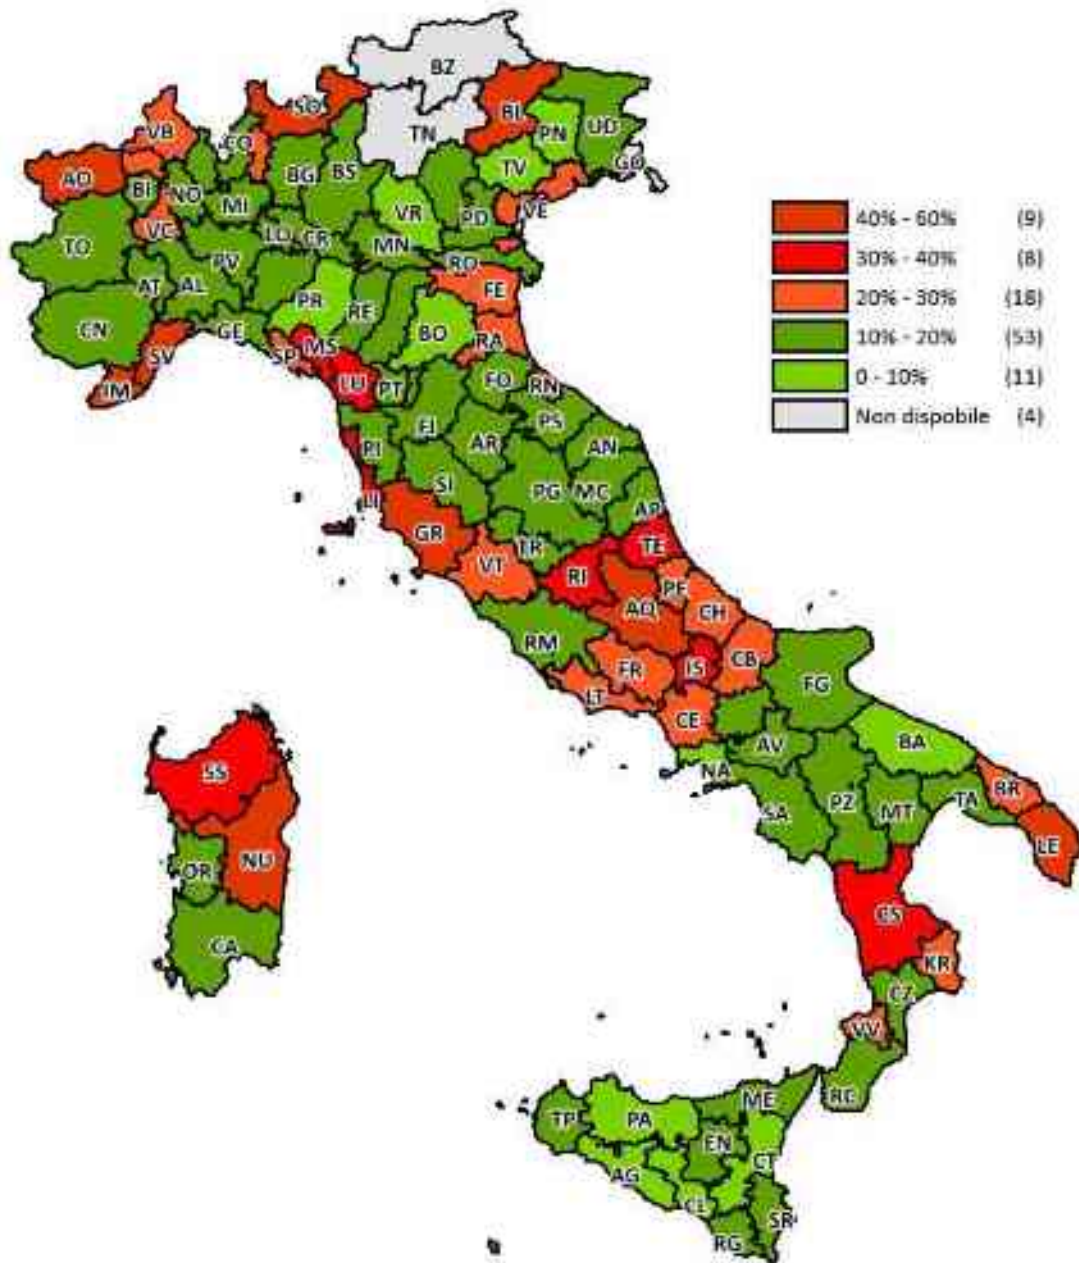 BZ
SO
BL
VB
CO
TN
PN
UD
AO
BI
NO
BG
BS
TV
GO
MI
VR
PD
VE
TO
VC
LO
CR
MN
PV
RO
AT
AL
PR
RE
FE
CN
GE
BO
SV
SP
MS
RA
IM
LU
PT
FO
RN
FI
PS
PI
AR
AN
SI
PG
MC
LI
AP
GR
TR
TE
VT
RI
PE
AQ
CH
RM
FR
IS
CB
LT
FG
CE
AV
BA
NA
SS
SA
PZ
MT
TA
BR
LE
OR
NU
CS
CA
KR
CZ
VV
RC
ME
TP
PA
EN
CT
AG
CL
SR
RG
40% - 60% (9)
30% - 40% (8)
20% - 30% (18)
10% - 20% (53)
0 - 10% (11)
Non dispobile (4)